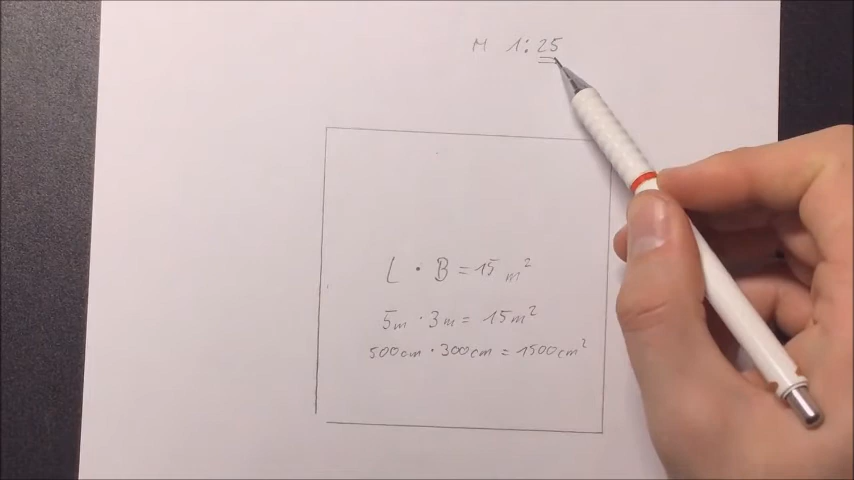 M 1:25
L · B = 15 m²
5m · 3m = 15m²
500cm · 300cm = 1500cm²